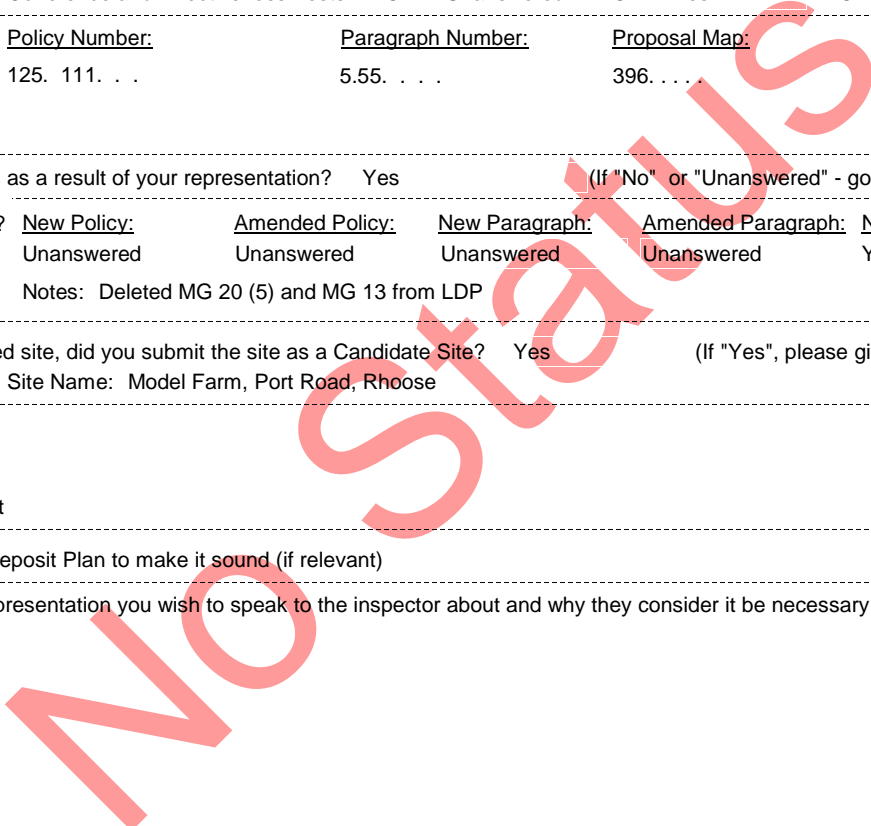 Policy Number: Paragraph Number: Proposal Map:
125. 111. . . 5.55. . . . 396. . . . .
as a result of your representation? Yes (If "No" or "Unanswered" - go
? New Policy: Amended Policy: New Paragraph: Amended Paragraph: N
Unanswered Unanswered Unanswered Unanswered Y
Notes: Deleted MG 20 (5) and MG 13 from LDP
ed site, did you submit the site as a Candidate Site? Yes (If "Yes", please gi
Site Name: Model Farm, Port Road, Rhoose
t
eposit Plan to make it sound (if relevant)
presentation you wish to speak to the inspector about and why they consider it be necessary
No Status